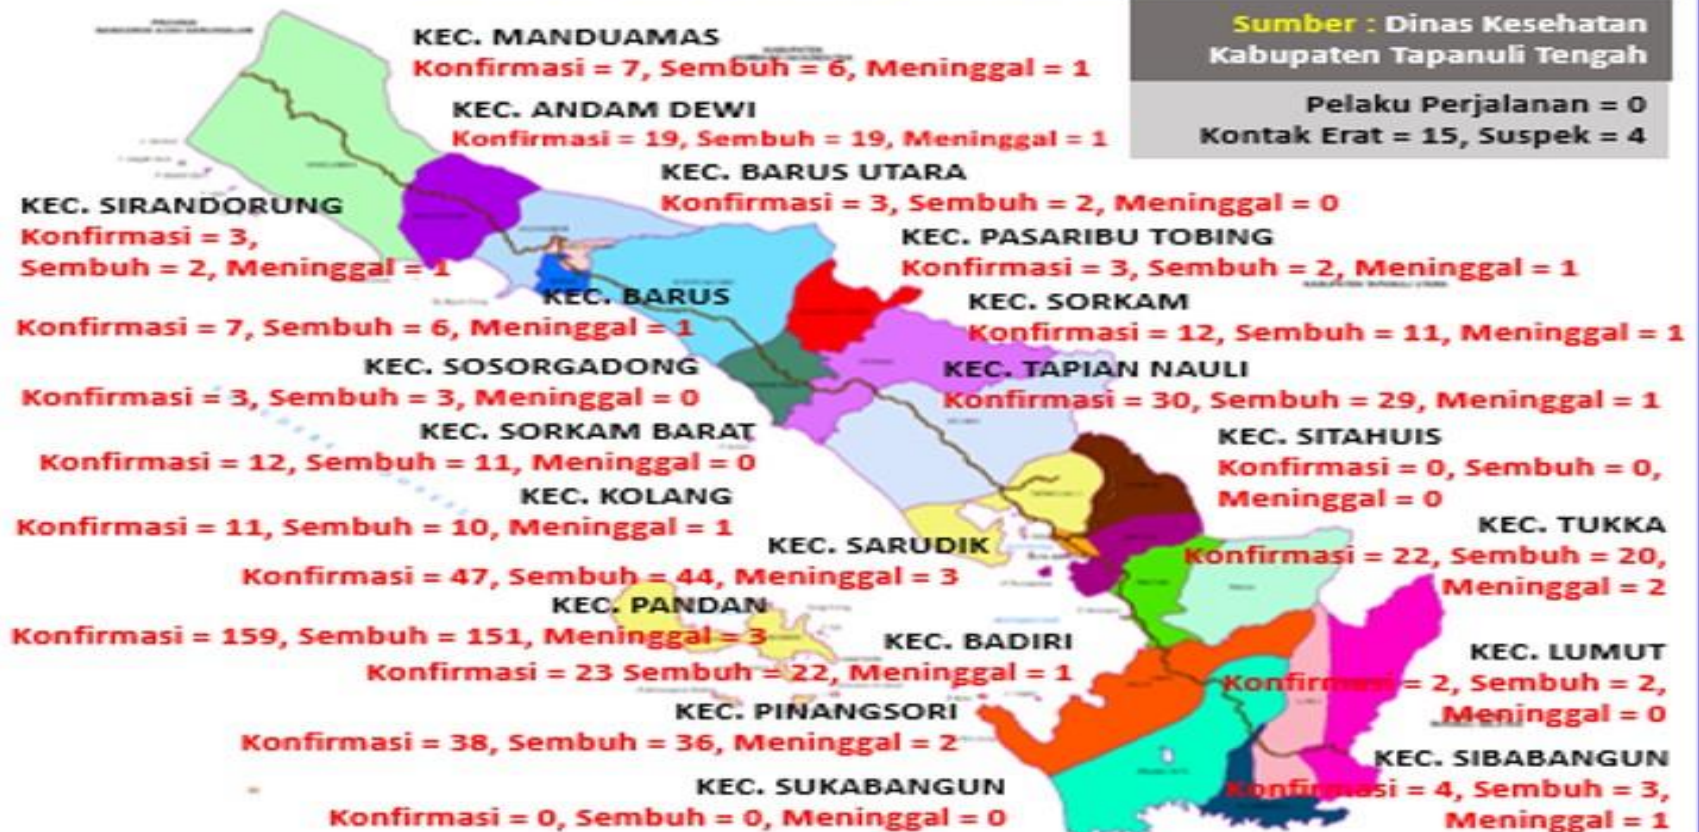 KEC. MANDUAMAS
Konfirmasi = 7, Sembuh = 6, Meninggal = 1
Sumber : Dinas Kesehatan
Kabupaten Tapanuli Tengah
Pelaku Perjalanan = 0
Kontak Erat = 15, Suspek = 4
KEC. ANDAM DEWI
Konfirmasi = 19, Sembuh = 19, Meninggal = 1
KEC. BARUS UTARA
Konfirmasi = 3, Sembuh = 2, Meninggal = 0
KEC. SIRANDORUNG
Konfirmasi = 3,
Sembuh = 2, Meninggal = 1
KEC. PASARIBU TOBING
Konfirmasi = 3, Sembuh = 2, Meninggal = 1
KEC. BARUS
Konfirmasi = 7, Sembuh = 6, Meninggal = 1
KEC. SORKAM
Konfirmasi = 12, Sembuh = 11, Meninggal = 1
KEC. SOSORGADONG
Konfirmasi = 3, Sembuh = 3, Meninggal = 0
KEC. TAPIAN NAULI
Konfirmasi = 30, Sembuh = 29, Meninggal = 1
KEC. SORKAM BARAT
Konfirmasi = 12, Sembuh = 11, Meninggal = 0
KEC. SITAHUIS
Konfirmasi = 0, Sembuh = 0,
Meninggal = 0
KEC. KOLANG
Konfirmasi = 11, Sembuh = 10, Meninggal = 1
KEC. TUKKA
Konfirmasi = 22, Sembuh = 20,
Meninggal = 2
KEC. SARUDIK
Konfirmasi = 47, Sembuh = 44, Meninggal = 3
KEC. PANDAN
Konfirmasi = 159, Sembuh = 151, Meninggal = 3
KEC. BADIRI
Konfirmasi = 23 Sembuh = 22, Meninggal = 1
KEC. LUMUT
Konfirmasi = 2, Sembuh = 2,
Meninggal = 0
KEC. PINANGSORI
Konfirmasi = 38, Sembuh = 36, Meninggal = 2
KEC. SIBABANGUN
Konfirmasi = 4, Sembuh = 3,
Meninggal = 1
KEC. SUKABANGUN
Konfirmasi = 0, Sembuh = 0, Meninggal = 0